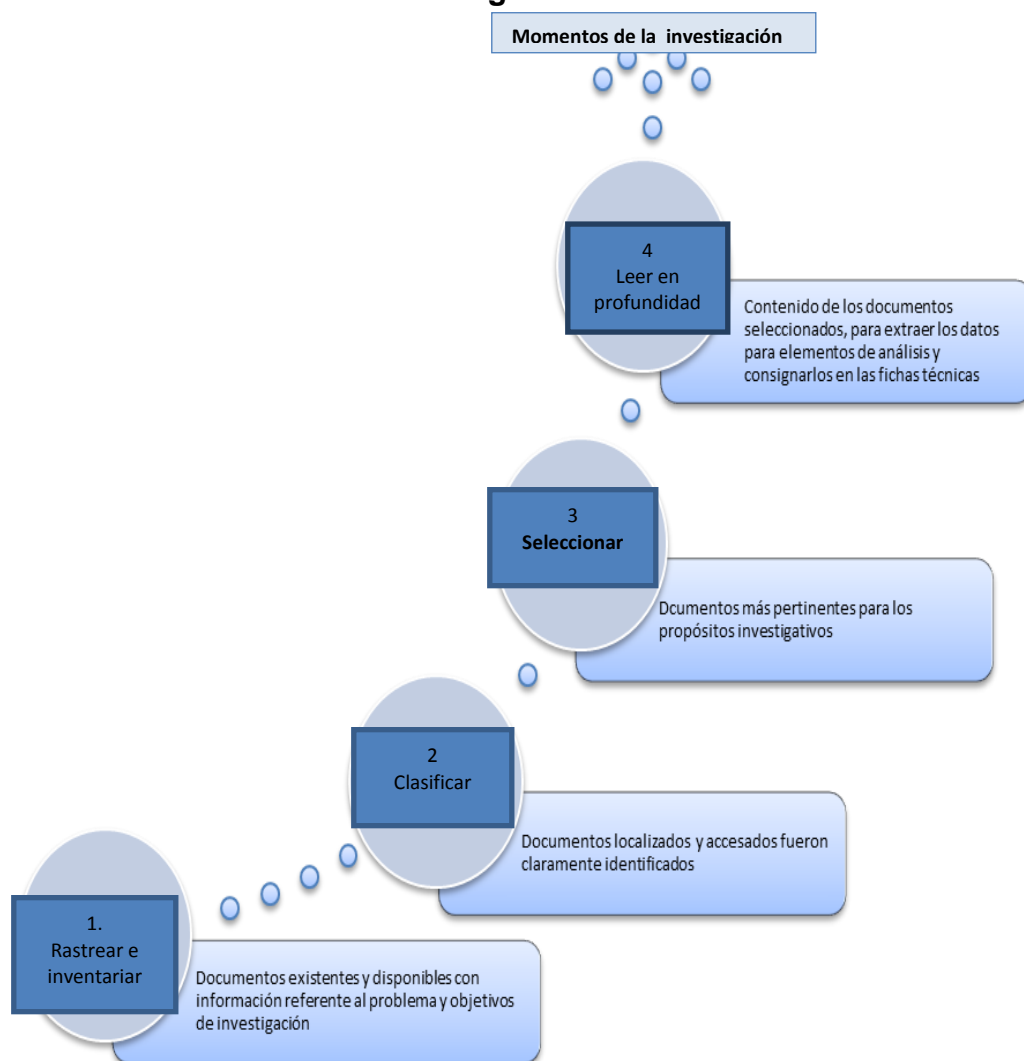 Momentos de la investigación
4
Leer en
profundidad
Contenido de los documentos
seleccionados, para extraer los datos
para elementos de análisis y
consignarlos en las fichas técnicas
3
Seleccionar
Dcumentos más pertinentes para los
propósitos investigativos
2
Clasificar
Documentos localizados y accesados fueron
claramente identificados
1.
Rastrear e
inventariar
Documentos existentes y disponibles con
información referente al problema y objetivos
de investigación